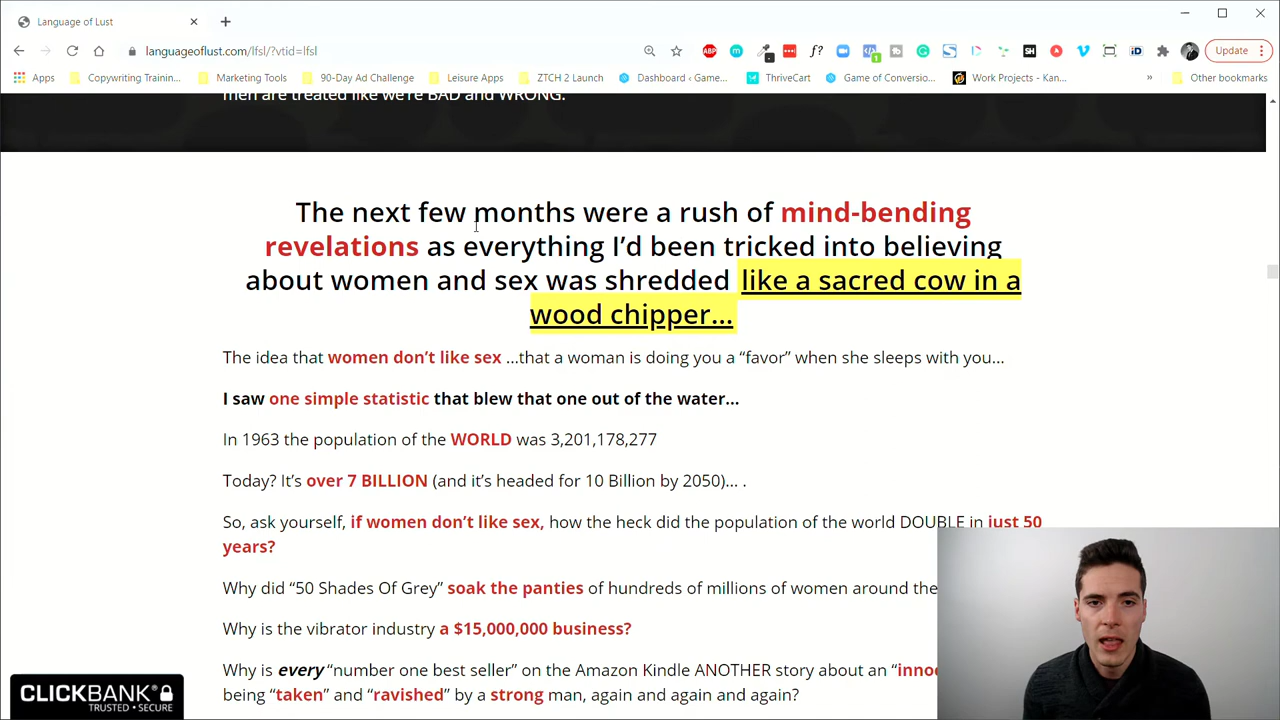 Language of Lust
languageoflust.com/lfsl/?vtid=lfsl
Update
Apps
Copywriting Trainin...
Marketing Tools
90-Day Ad Challenge
Leisure Apps
ZTCH 2 Launch
Dashboard ‹ Game...
ThriveCart
Game of Conversio...
Work Projects - Kan...
»
Other bookmarks
men are treated like we're BAD and WRONG.
The next few months were a rush of mind-bending
revelations as everything I’d been tricked into believing
about women and sex was shredded like a sacred cow in a
wood chipper...
The idea that women don’t like sex ...that a woman is doing you a “favor” when she sleeps with you...
I saw one simple statistic that blew that one out of the water...
In 1963 the population of the WORLD was 3,201,178,277
Today? It’s over 7 BILLION (and it’s headed for 10 Billion by 2050)... .
So, ask yourself, if women don’t like sex, how the heck did the population of the world DOUBLE in just 50
years?
Why did “50 Shades Of Grey” soak the panties of hundreds of millions of women around the
Why is the vibrator industry a $15,000,000 business?
Why is every “number one best seller” on the Amazon Kindle ANOTHER story about an “innoc
being “taken” and “ravished” by a strong man, again and again and again?
CLICKBANK®
TRUSTED • SECURE